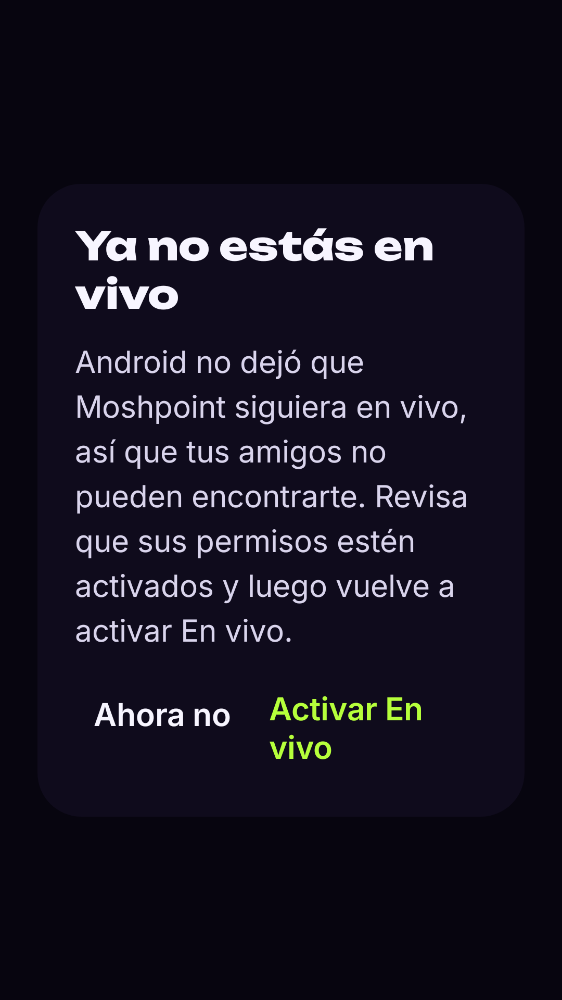 Ya no estás en
vivo
Android no dejó que
Moshpoint siguiera en vivo,
así que tus amigos no
pueden encontrarte. Revisa
que sus permisos estén
activados y luego vuelve a
activar En vivo.
Ahora no
Activar En
vivo